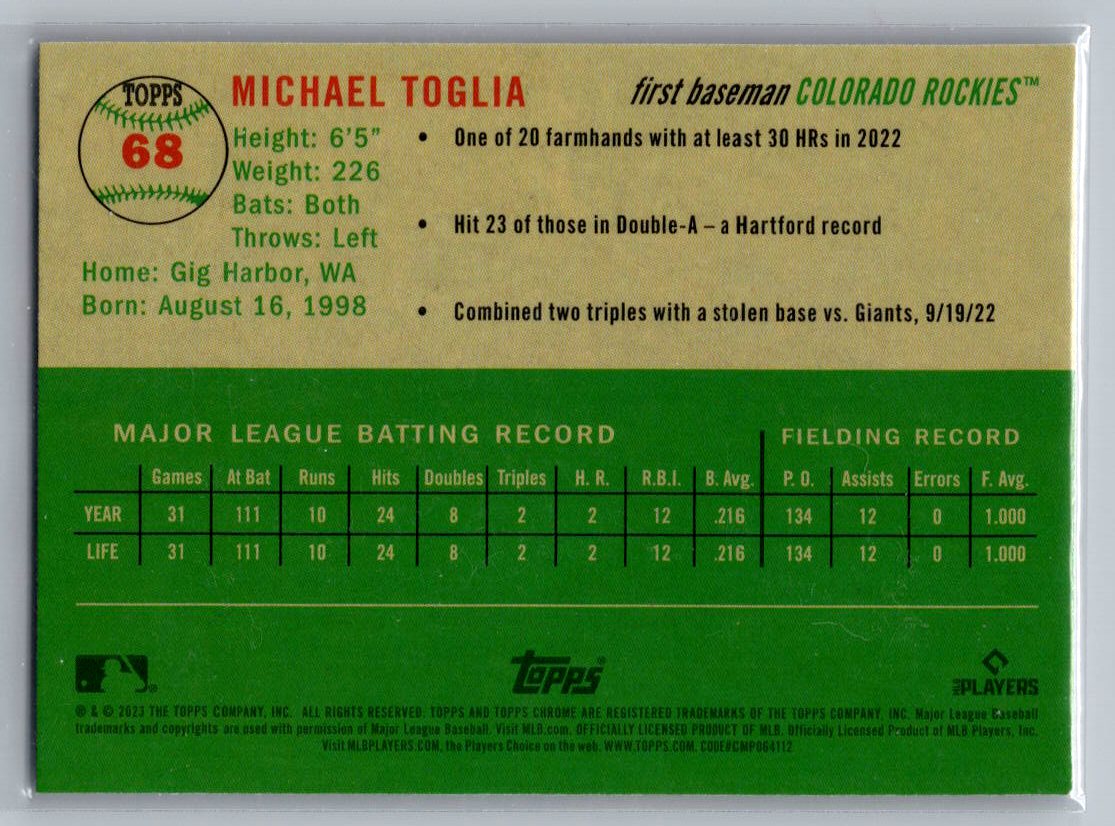 TOPPS
68
MICHAEL TOGLIA
first baseman COLORADO ROCKIES™
Height: 6'5"
Weight: 226
Bats: Both
Throws: Left
Home: Gig Harbor, WA
Born: August 16, 1998
• One of 20 farmhands with at least 30 HRs in 2022
• Hit 23 of those in Double-A – a Hartford record
• Combined two triples with a stolen base vs. Giants, 9/19/22
MAJOR LEAGUE BATTING RECORD
FIELDING RECORD
Games At Bat Runs Hits Doubles Triples H. R. R.B.I. B. Avg. P. O. Assists Errors F. Avg.
YEAR 31 111 10 24 8 2 2 12 .216 134 12 0 1.000
LIFE 31 111 10 24 8 2 2 12 .216 134 12 0 1.000
Topps
MLB PLAYERS
® & © 2023 THE TOPPS COMPANY, INC. ALL RIGHTS RESERVED. TOPPS AND TOPPS CHROME ARE REGISTERED TRADEMARKS OF THE TOPPS COMPANY, INC. Major League Baseball
trademarks and copyrights are used with permission of Major League Baseball. Visit MLB.com. OFFICIALLY LICENSED PRODUCT OF MLB. Officially Licensed Product of MLB Players, Inc.
Visit MLBPLAYERS.COM, the Players Choice on the web. WWW.TOPPS.COM. CODE#CMP064112